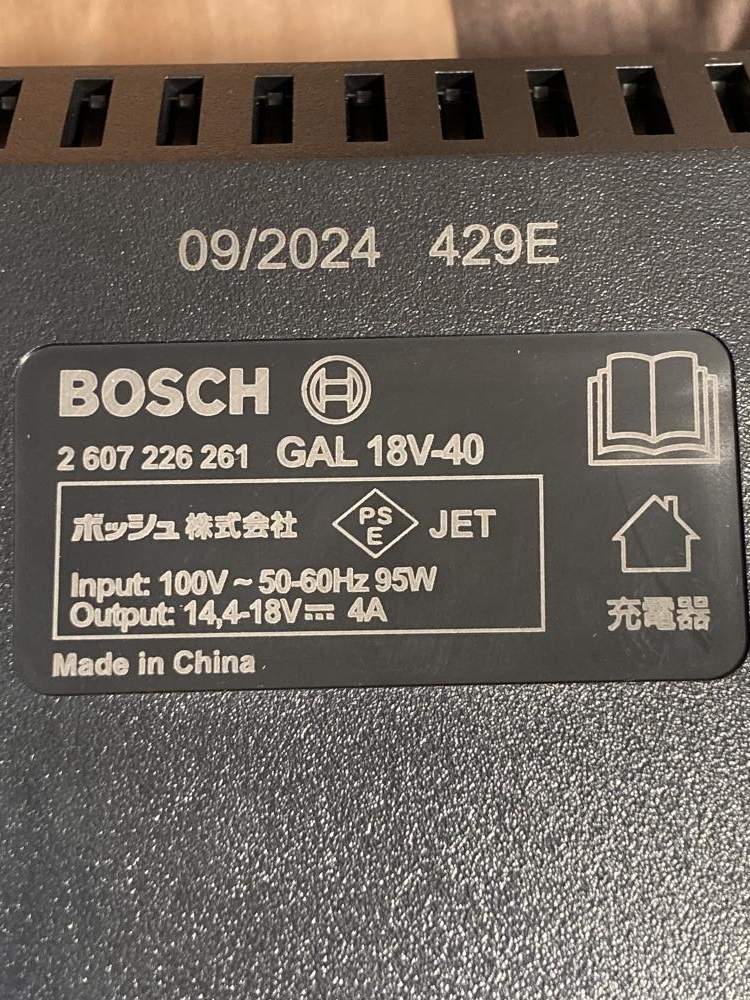 09/2024 429E
BOSCH
2 607 226 261 GAL 18V-40
ボッシュ株式会社 PS E JET
Input: 100V ~ 50-60Hz 95W
Output: 14,4-18V⎓ 4A
充電器
Made in China